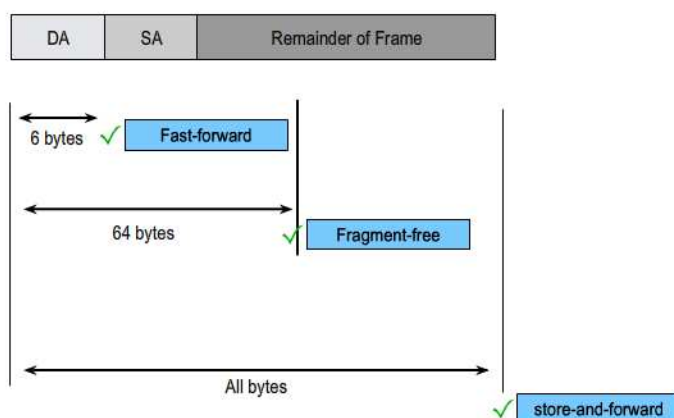 DA SA Remainder of Frame
6 bytes Fast-forward
64 bytes Fragment-free
All bytes
store-and-forward